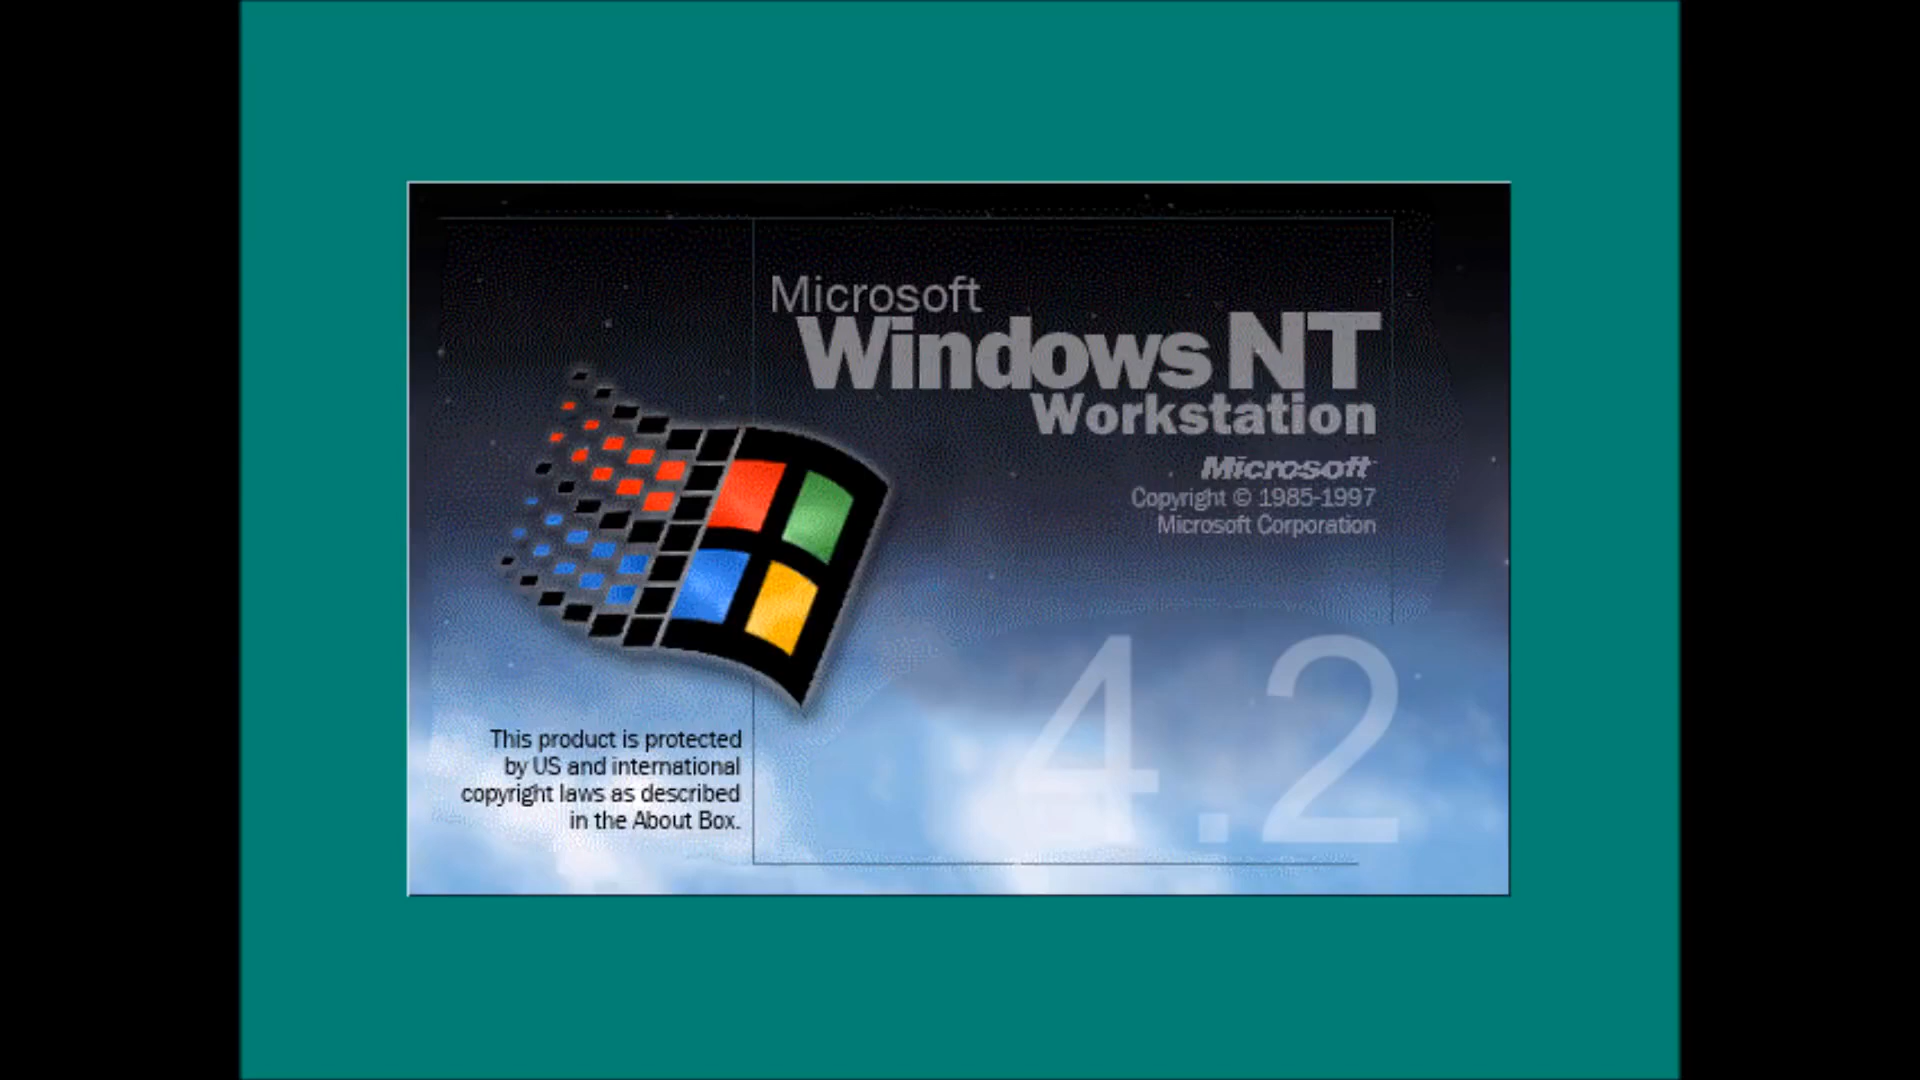 Microsoft
Windows NT
Workstation
Microsoft
Copyright © 1985-1997
Microsoft Corporation
4.2
This product is protected
by US and international
copyright laws as described
in the About Box.